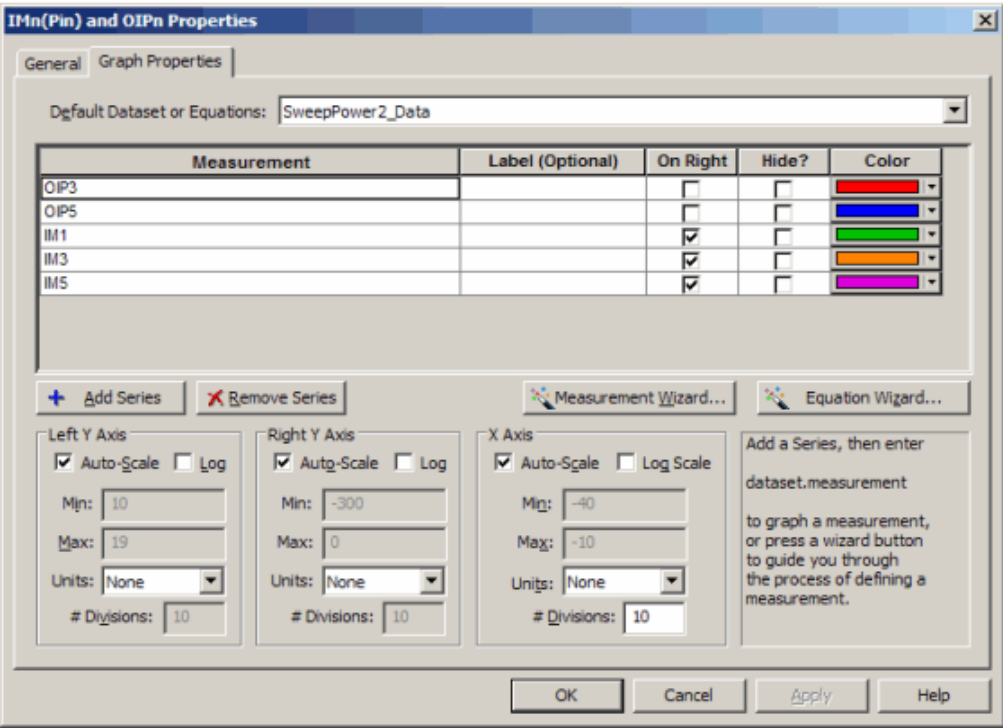 IMn(Pin) and OIPn Properties
General Graph Properties
Default Dataset or Equations: SweepPower2_Data
Measurement Label (Optional) On Right Hide? Color
OIP3
OIP5
IM1
IM3
IM5
Add Series Remove Series Measurement Wizard... Equation Wizard...
Left Y Axis
Auto-Scale Log
Min: 10
Max: 19
Units: None
# Divisions: 10
Right Y Axis
Auto-Scale Log
Min: -300
Max: 0
Units: None
# Divisions: 10
X Axis
Auto-Scale Log Scale
Min: -40
Max: -10
Units: None
# Divisions: 10
Add a Series, then enter
dataset.measurement
to graph a measurement,
or press a wizard button
to guide you through
the process of defining a
measurement.
OK Cancel Apply Help